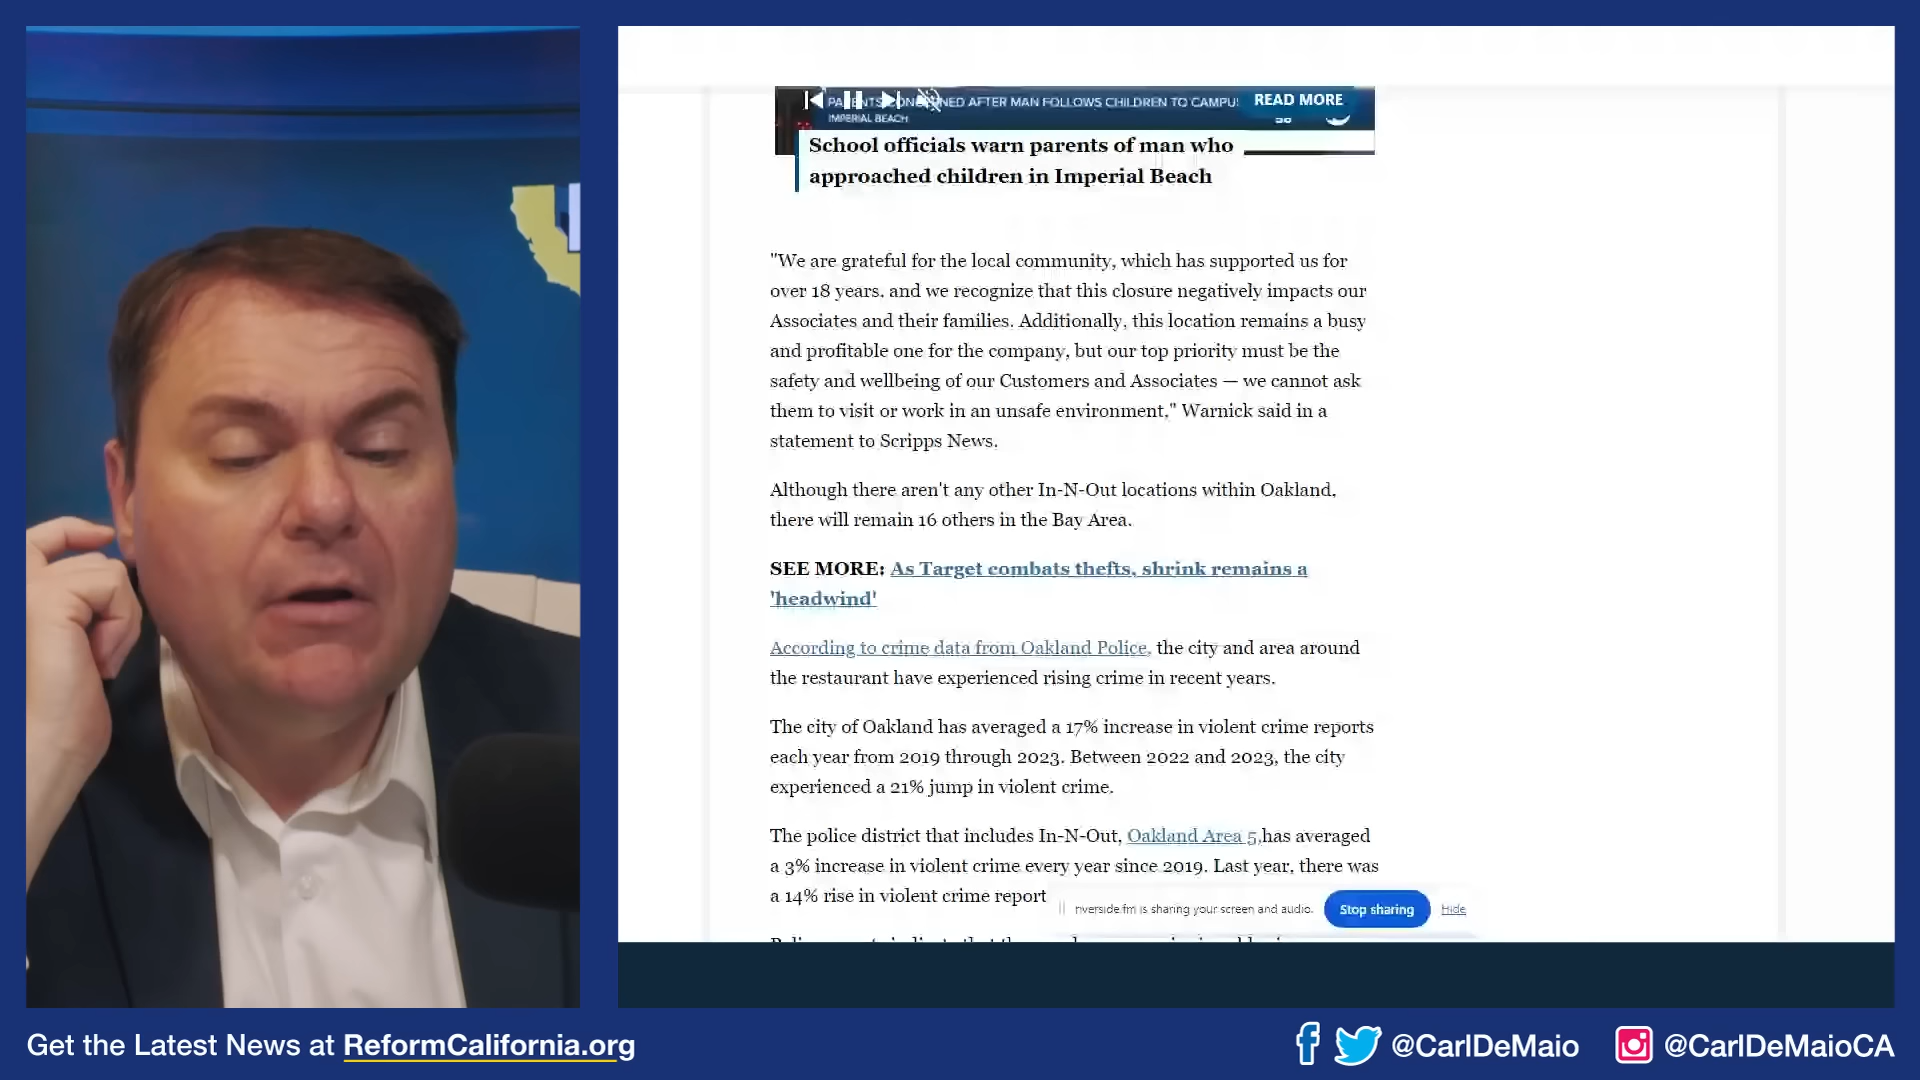 PARENTS CONCERNED AFTER MAN FOLLOWS CHILDREN TO CAMPUS
IMPERIAL BEACH
READ MORE
School officials warn parents of man who
approached children in Imperial Beach
"We are grateful for the local community, which has supported us for
over 18 years, and we recognize that this closure negatively impacts our
Associates and their families. Additionally, this location remains a busy
and profitable one for the company, but our top priority must be the
safety and wellbeing of our Customers and Associates — we cannot ask
them to visit or work in an unsafe environment," Warnick said in a
statement to Scripps News.
Although there aren't any other In-N-Out locations within Oakland,
there will remain 16 others in the Bay Area.
SEE MORE: As Target combats thefts, shrink remains a
'headwind'
According to crime data from Oakland Police, the city and area around
the restaurant have experienced rising crime in recent years.
The city of Oakland has averaged a 17% increase in violent crime reports
each year from 2019 through 2023. Between 2022 and 2023, the city
experienced a 21% jump in violent crime.
The police district that includes In-N-Out, Oakland Area 5,has averaged
a 3% increase in violent crime every year since 2019. Last year, there was
a 14% rise in violent crime report
riverside.fm is sharing your screen and audio.
Stop sharing
Hide
Get the Latest News at ReformCalifornia.org
@CarlDeMaio
@CarlDeMaioCA